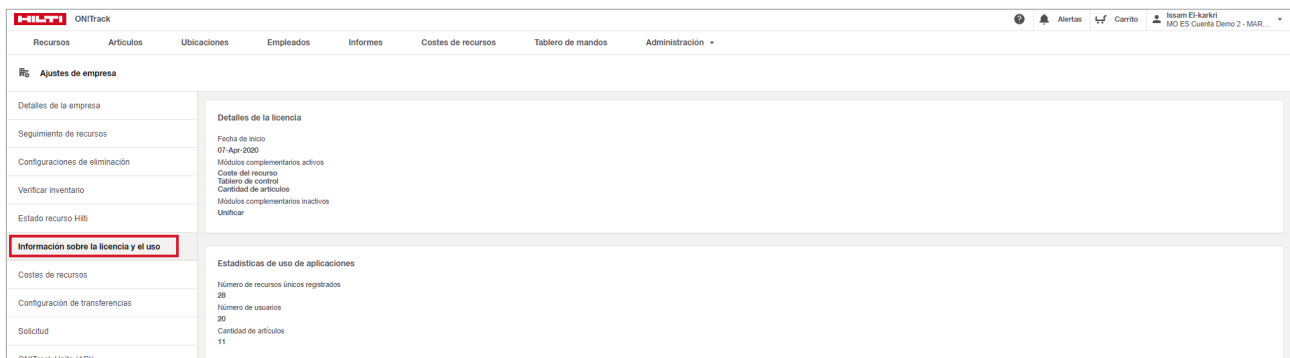 HILTI ONITrack
Alertas Carrito Issam El-karkri
MO ES Cuenta Demo 2 - MAR...
Recursos Artículos Ubicaciones Empleados Informes Costes de recursos Tablero de mandos Administración
Ajustes de empresa
Detalles de la empresa
Seguimiento de recursos
Configuraciones de eliminación
Verificar inventario
Estado recurso Hilti
Información sobre la licencia y el uso
Costes de recursos
Configuración de transferencias
Solicitud
Detalles de la licencia
Fecha de inicio
07-Apr-2020
Módulos complementarios activos
Coste del recurso
Tablero de control
Cantidad de artículos
Módulos complementarios inactivos
Unificar
Estadísticas de uso de aplicaciones
Número de recursos únicos registrados
28
Número de usuarios
20
Cantidad de artículos
11